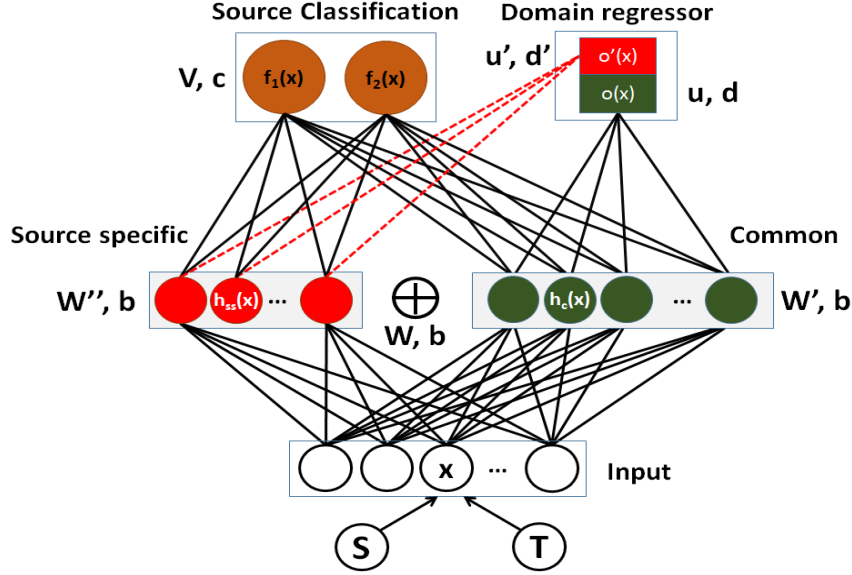 Source Classification
Domain regressor
V, c
f1(x)
f2(x)
u', d'
o'(x)
o(x)
u, d
Source specific
Common
W'', b
hss(x)
...
W, b
hc(x)
...
W', b
x
...
Input
S
T